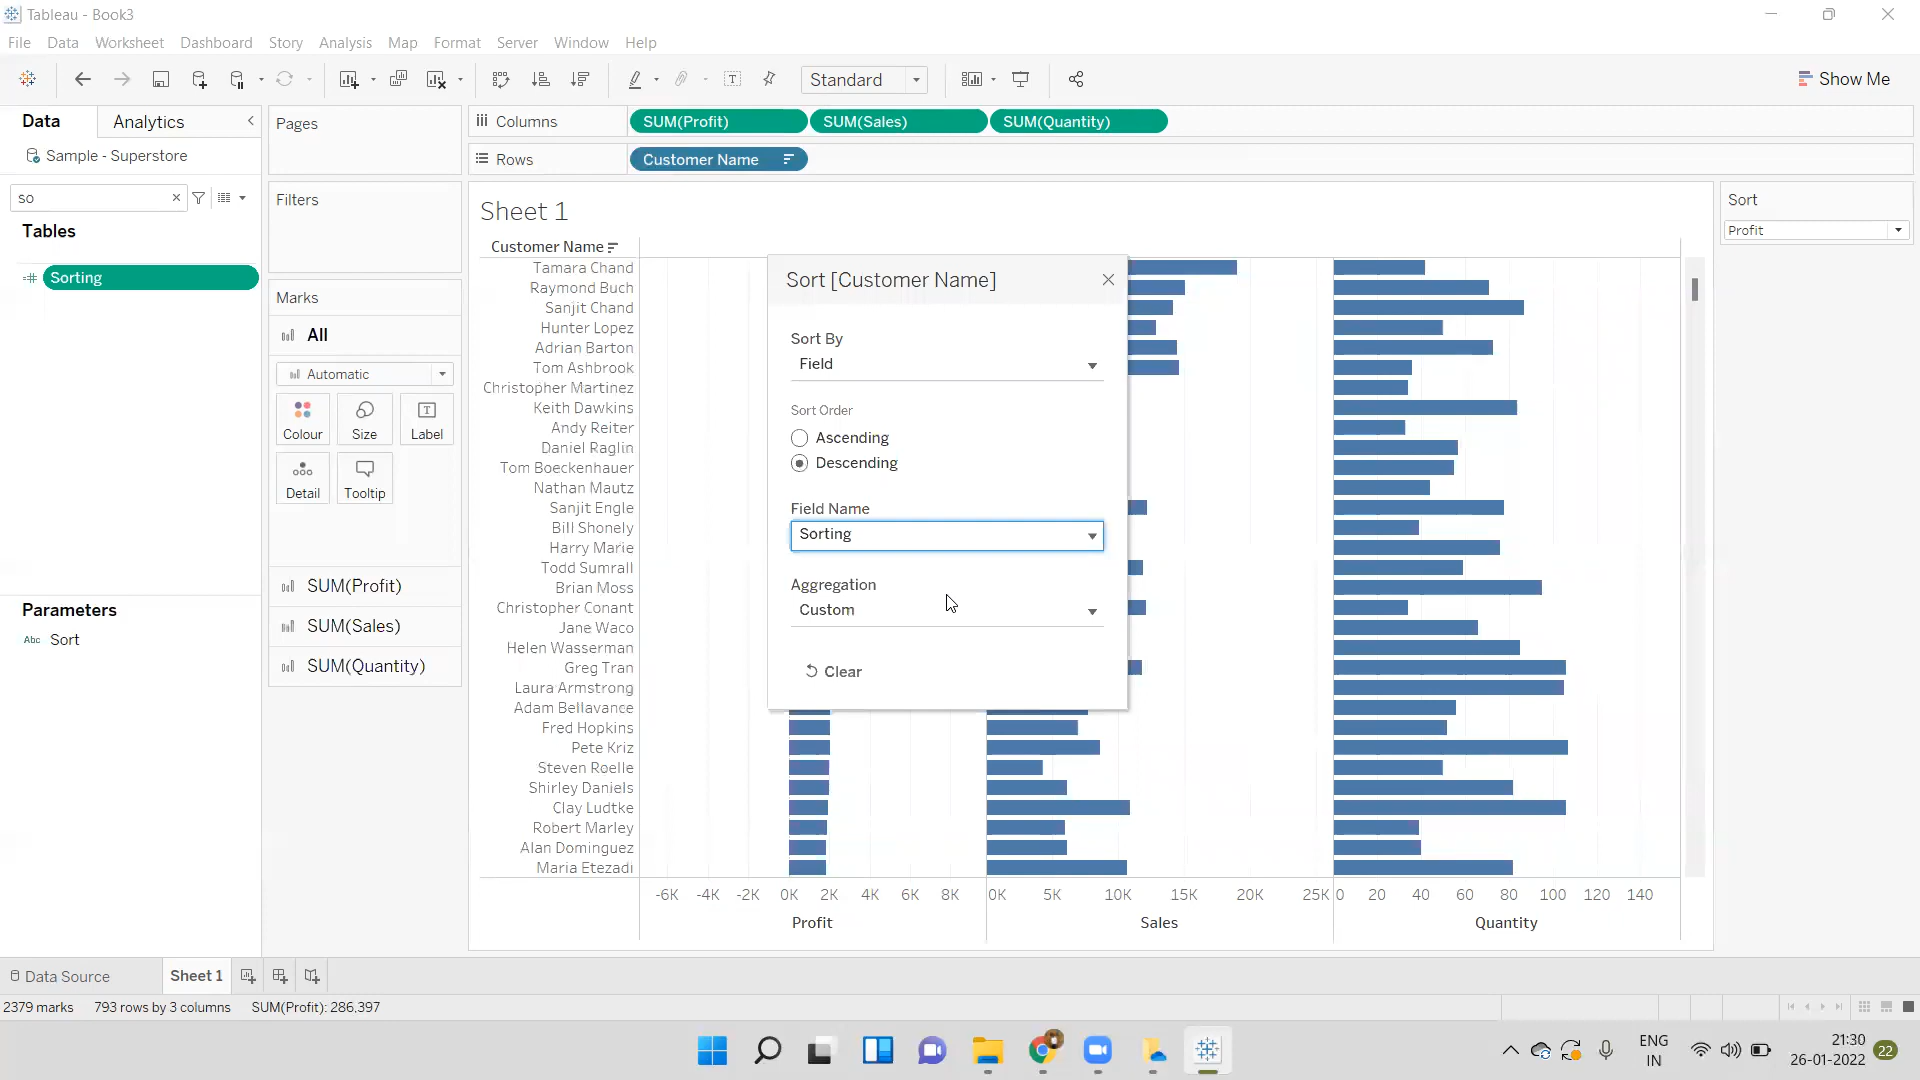 Tableau - Book3
File Data Worksheet Dashboard Story Analysis Map Format Server Window Help
Standard
Show Me
Data Analytics
Sample - Superstore
so
Tables
Sorting
Parameters
Abc Sort
Pages
Filters
Marks
All
Automatic
Colour Size Label
Detail Tooltip
SUM(Profit)
SUM(Sales)
SUM(Quantity)
Columns SUM(Profit) SUM(Sales) SUM(Quantity)
Rows Customer Name
Sheet 1
Customer Name
Tamara Chand
Raymond Buch
Sanjit Chand
Hunter Lopez
Adrian Barton
Tom Ashbrook
Christopher Martinez
Keith Dawkins
Andy Reiter
Daniel Raglin
Tom Boeckenhauer
Nathan Mautz
Sanjit Engle
Bill Shonely
Harry Marie
Todd Sumrall
Brian Moss
Christopher Conant
Jane Waco
Helen Wasserman
Greg Tran
Laura Armstrong
Adam Bellavance
Fred Hopkins
Pete Kriz
Steven Roelle
Shirley Daniels
Clay Ludtke
Robert Marley
Alan Dominguez
Maria Etezadi
-6K -4K -2K 0K 2K 4K 6K 8K 0K 5K 10K 15K 20K 25K 0 20 40 60 80 100 120 140
Profit Sales Quantity
Sort [Customer Name]
Sort By
Field
Sort Order
Ascending
Descending
Field Name
Sorting
Aggregation
Custom
Clear
Sort
Profit
Data Source Sheet 1
2379 marks 793 rows by 3 columns SUM(Profit): 286,397
ENG
IN
21:30
26-01-2022
22